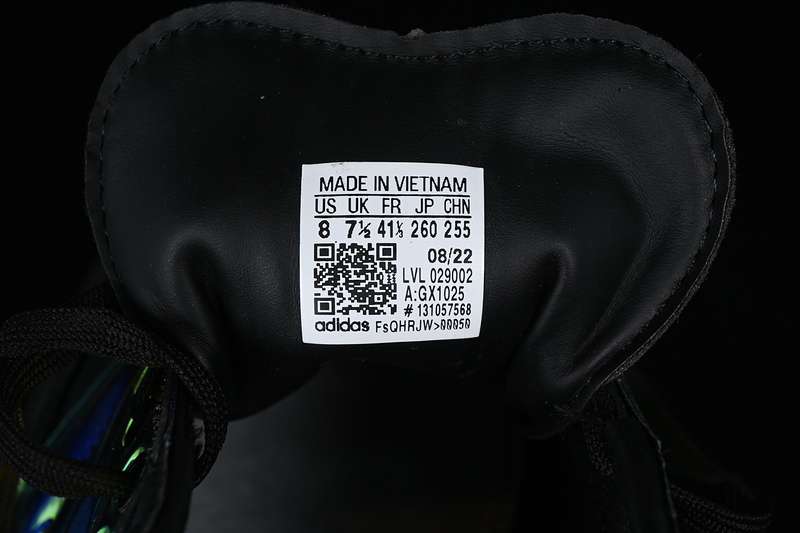 MADE IN VIETNAM
US UK FR JP CHN
8 7½ 41⅓ 260 255
08/22
LVL 029002
A:GX1025
# 131057568
adidas FsQHRJW>00050